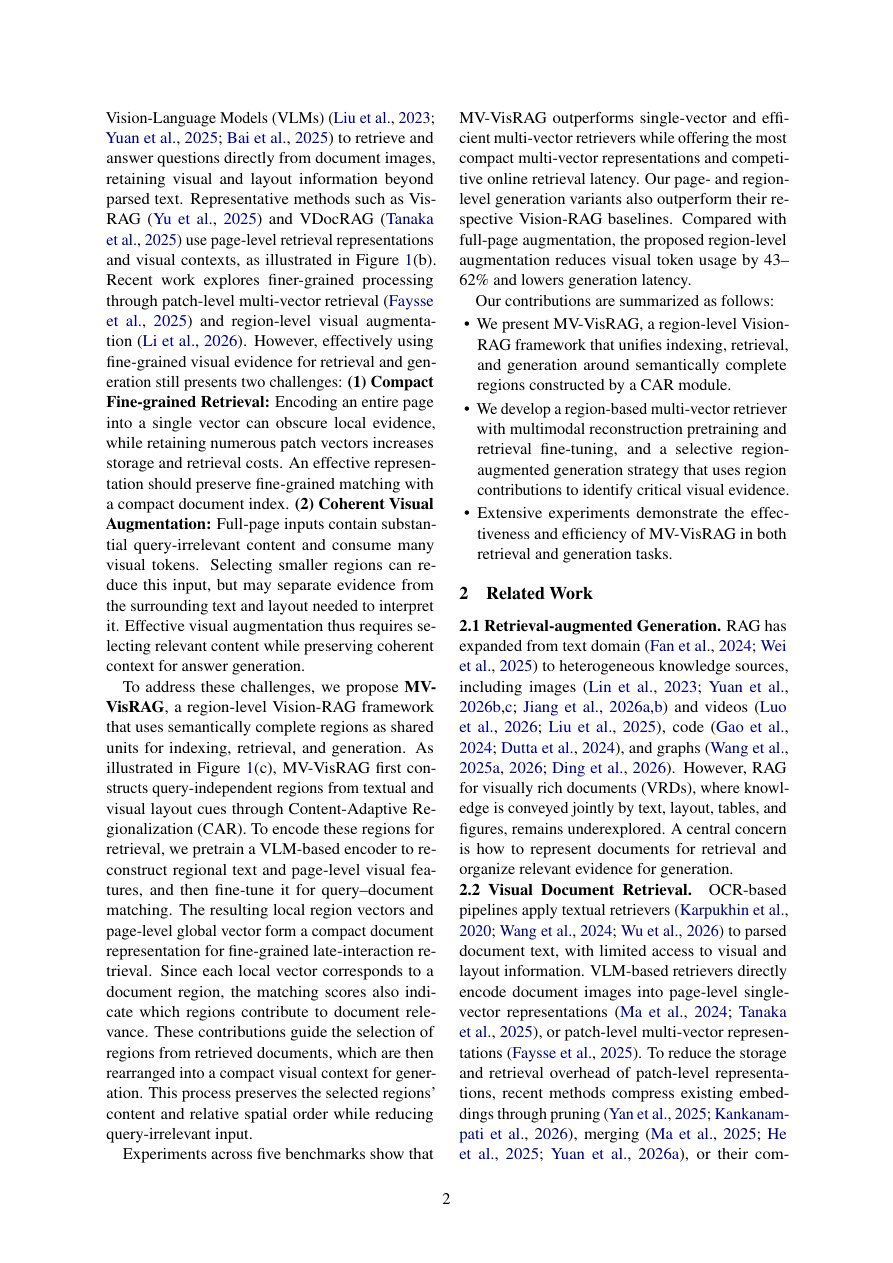 Vision-Language Models (VLMs) (Liu et al., 2023;
Yuan et al., 2025; Bai et al., 2025) to retrieve and
answer questions directly from document images,
retaining visual and layout information beyond
parsed text. Representative methods such as Vis-
RAG (Yu et al., 2025) and VDocRAG (Tanaka
et al., 2025) use page-level retrieval representations
and visual contexts, as illustrated in Figure 1(b).
Recent work explores finer-grained processing
through patch-level multi-vector retrieval (Faysse
et al., 2025) and region-level visual augmenta-
tion (Li et al., 2026). However, effectively using
fine-grained visual evidence for retrieval and gen-
eration still presents two challenges: (1) Compact
Fine-grained Retrieval: Encoding an entire page
into a single vector can obscure local evidence,
while retaining numerous patch vectors increases
storage and retrieval costs. An effective represen-
tation should preserve fine-grained matching with
a compact document index. (2) Coherent Visual
Augmentation: Full-page inputs contain substan-
tial query-irrelevant content and consume many
visual tokens. Selecting smaller regions can re-
duce this input, but may separate evidence from
the surrounding text and layout needed to interpret
it. Effective visual augmentation thus requires se-
lecting relevant content while preserving coherent
context for answer generation.
To address these challenges, we propose MV-
VisRAG, a region-level Vision-RAG framework
that uses semantically complete regions as shared
units for indexing, retrieval, and generation. As
illustrated in Figure 1(c), MV-VisRAG first con-
structs query-independent regions from textual and
visual layout cues through Content-Adaptive Re-
gionalization (CAR). To encode these regions for
retrieval, we pretrain a VLM-based encoder to re-
construct regional text and page-level visual fea-
tures, and then fine-tune it for query–document
matching. The resulting local region vectors and
page-level global vector form a compact document
representation for fine-grained late-interaction re-
trieval. Since each local vector corresponds to a
document region, the matching scores also indi-
cate which regions contribute to document rele-
vance. These contributions guide the selection of
regions from retrieved documents, which are then
rearranged into a compact visual context for gener-
ation. This process preserves the selected regions’
content and relative spatial order while reducing
query-irrelevant input.
Experiments across five benchmarks show that
MV-VisRAG outperforms single-vector and effi-
cient multi-vector retrievers while offering the most
compact multi-vector representations and competi-
tive online retrieval latency. Our page- and region-
level generation variants also outperform their re-
spective Vision-RAG baselines. Compared with
full-page augmentation, the proposed region-level
augmentation reduces visual token usage by 43–
62% and lowers generation latency.
Our contributions are summarized as follows:
• We present MV-VisRAG, a region-level Vision-
RAG framework that unifies indexing, retrieval,
and generation around semantically complete
regions constructed by a CAR module.
• We develop a region-based multi-vector retriever
with multimodal reconstruction pretraining and
retrieval fine-tuning, and a selective region-
augmented generation strategy that uses region
contributions to identify critical visual evidence.
• Extensive experiments demonstrate the effec-
tiveness and efficiency of MV-VisRAG in both
retrieval and generation tasks.
2 Related Work
2.1 Retrieval-augmented Generation. RAG has
expanded from text domain (Fan et al., 2024; Wei
et al., 2025) to heterogeneous knowledge sources,
including images (Lin et al., 2023; Yuan et al.,
2026b,c; Jiang et al., 2026a,b) and videos (Luo
et al., 2026; Liu et al., 2025), code (Gao et al.,
2024; Dutta et al., 2024), and graphs (Wang et al.,
2025a, 2026; Ding et al., 2026). However, RAG
for visually rich documents (VRDs), where knowl-
edge is conveyed jointly by text, layout, tables, and
figures, remains underexplored. A central concern
is how to represent documents for retrieval and
organize relevant evidence for generation.
2.2 Visual Document Retrieval. OCR-based
pipelines apply textual retrievers (Karpukhin et al.,
2020; Wang et al., 2024; Wu et al., 2026) to parsed
document text, with limited access to visual and
layout information. VLM-based retrievers directly
encode document images into page-level single-
vector representations (Ma et al., 2024; Tanaka
et al., 2025), or patch-level multi-vector represen-
tations (Faysse et al., 2025). To reduce the storage
and retrieval overhead of patch-level representa-
tions, recent methods compress existing embed-
dings through pruning (Yan et al., 2025; Kankanam-
pati et al., 2026), merging (Ma et al., 2025; He
et al., 2025; Yuan et al., 2026a), or their com-
2